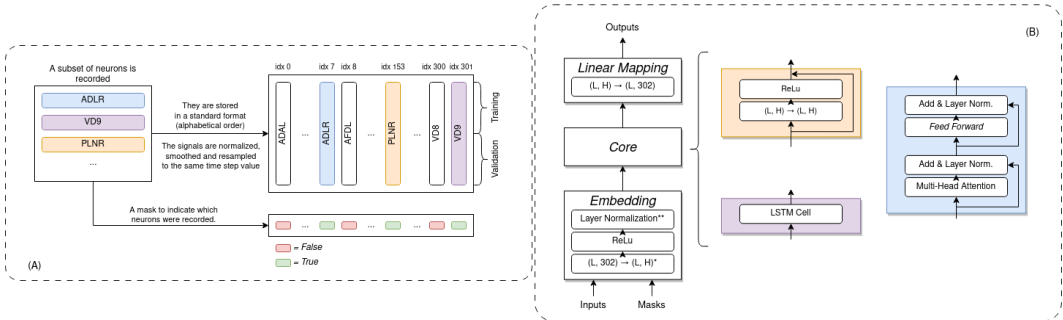 A subset of neurons is
recorded
ADLR
VD9
PLNR
...
They are stored
in a standard format
(alphabetical order)
The signals are normalized,
smoothed and resampled
to the same time step value
idx 0
idx 7
idx 8
idx 153
idx 300
idx 301
ADAL
...
ADLR
AFDL
...
PLNR
...
VD8
VD9
Training
Validation
A mask to indicate which
neurons were recorded.
...
...
...
= False
= True
(A)
(B)
Outputs
Linear Mapping
(L, H) → (L, 302)
Core
Embedding
Layer Normalization**
ReLu
(L, 302) → (L, H)*
Inputs
Masks
ReLu
(L, H) → (L, H)
LSTM Cell
Add & Layer Norm.
Feed Forward
Add & Layer Norm.
Multi-Head Attention